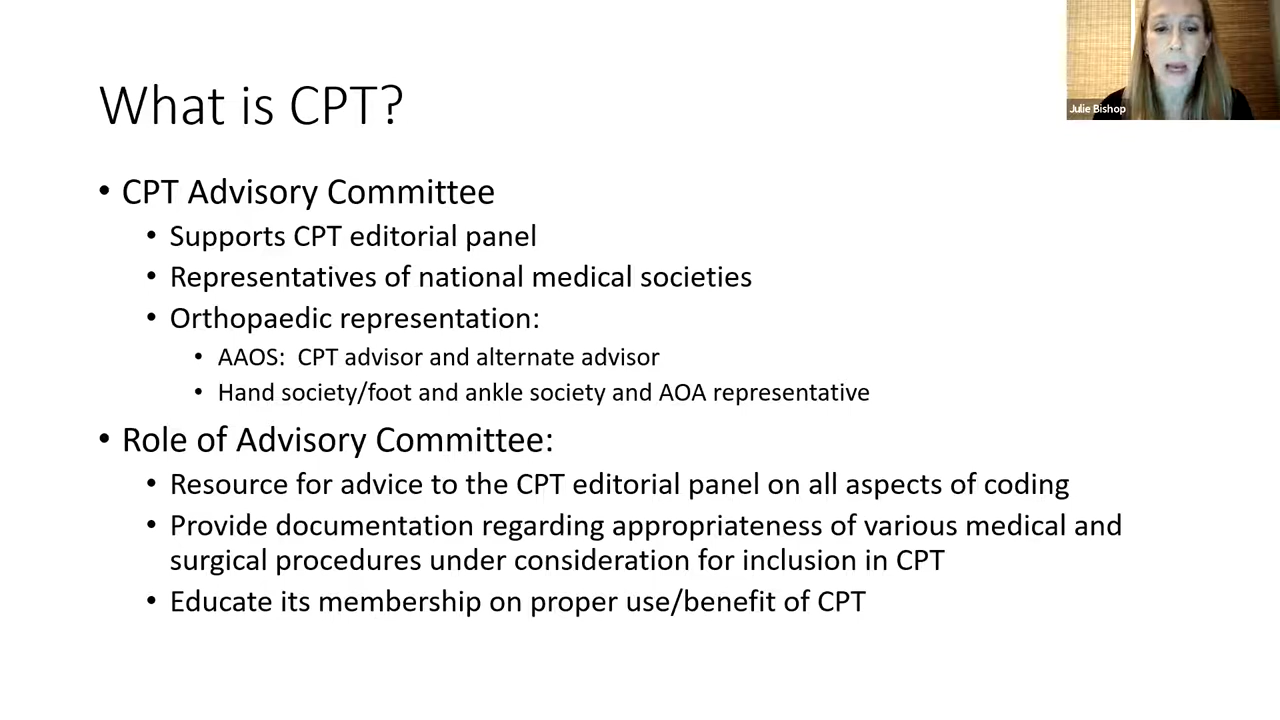 What is CPT?
Julie Bishop
• CPT Advisory Committee
• Supports CPT editorial panel
• Representatives of national medical societies
• Orthopaedic representation:
• AAOS:  CPT advisor and alternate advisor
• Hand society/foot and ankle society and AOA representative
• Role of Advisory Committee:
• Resource for advice to the CPT editorial panel on all aspects of coding
• Provide documentation regarding appropriateness of various medical and
surgical procedures under consideration for inclusion in CPT
• Educate its membership on proper use/benefit of CPT